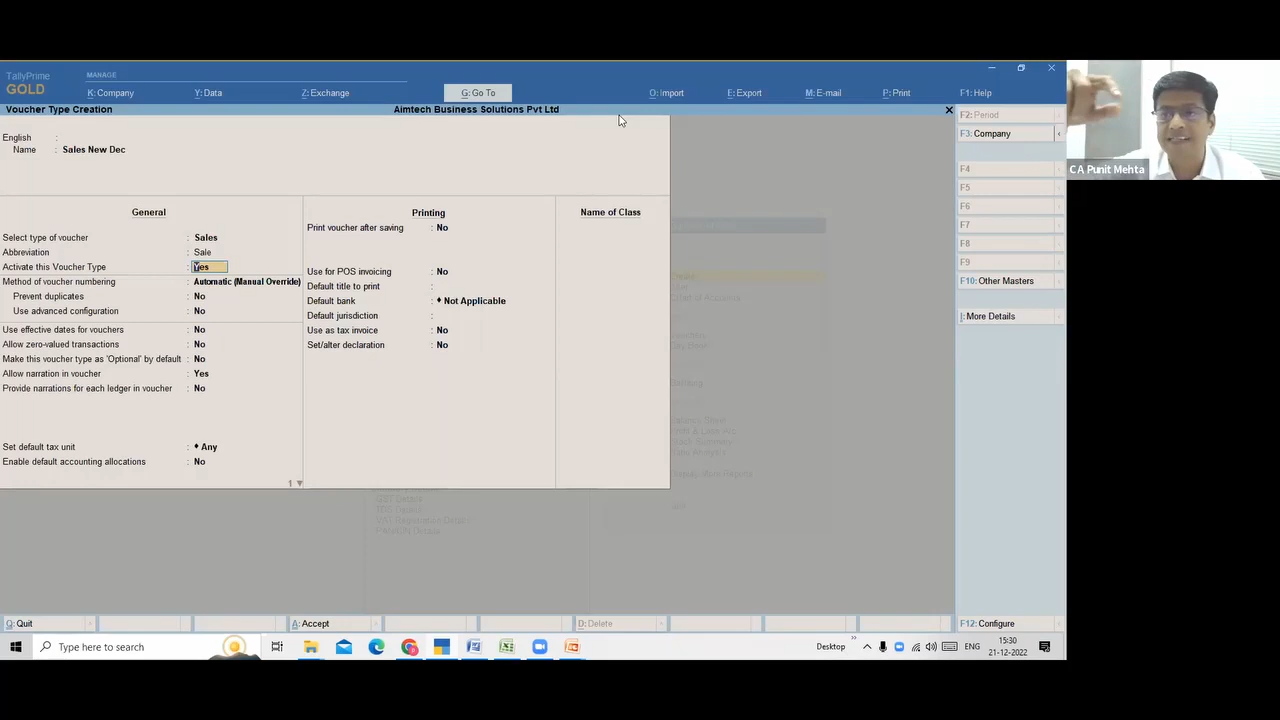 TallyPrime
GOLD
MANAGE
K: Company
Y: Data
Z: Exchange
G: Go To
O: Import
E: Export
M: E-mail
P: Print
F1: Help
Voucher Type Creation
Aimtech Business Solutions Pvt Ltd
F2: Period
F3: Company
F4
F5
F6
F7
F8
F9
F10: Other Masters
|: More Details
C A Punit Mehta
English :
Name : Sales New Dec
General
Select type of voucher : Sales
Abbreviation : Sale
Activate this Voucher Type : Yes
Method of voucher numbering : Automatic (Manual Override)
Prevent duplicates : No
Use advanced configuration : No
Use effective dates for vouchers : No
Allow zero-valued transactions : No
Make this voucher type as 'Optional' by default : No
Allow narration in voucher : Yes
Provide narrations for each ledger in voucher : No
Set default tax unit : ♦ Any
Enable default accounting allocations : No
1 ▼
Printing
Print voucher after saving : No
Use for POS invoicing : No
Default title to print :
Default bank : ♦ Not Applicable
Default jurisdiction :
Use as tax invoice : No
Set/alter declaration : No
Name of Class
Display More Reports
Q: Quit
A: Accept
D: Delete
F12: Configure
Type here to search
Desktop
ENG
15:30
21-12-2022